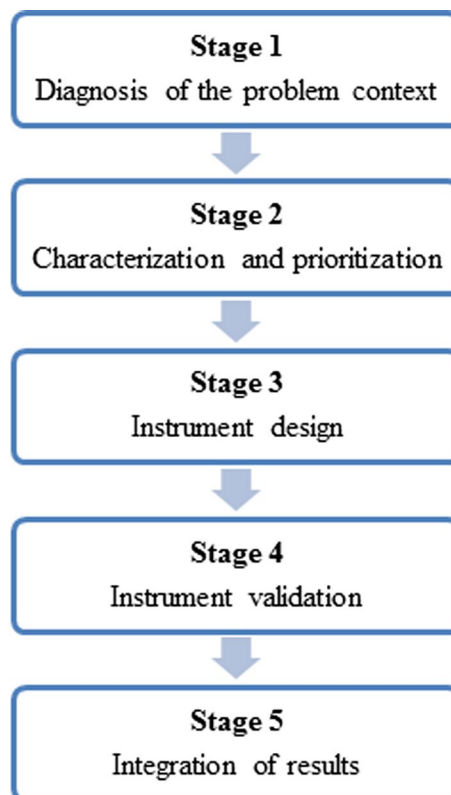 Stage 1
Diagnosis of the problem context
Stage 2
Characterization and prioritization
Stage 3
Instrument design
Stage 4
Instrument validation
Stage 5
Integration of results